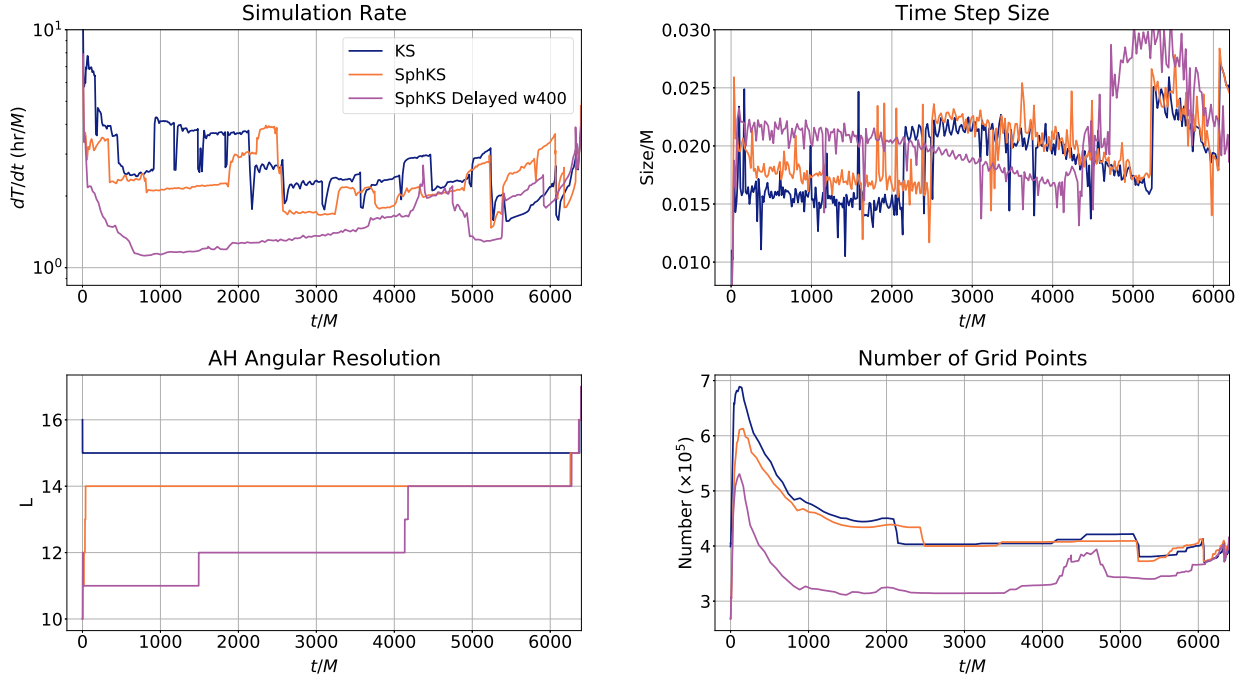 Simulation Rate
10¹
10⁰
dT/dt (hr/M)
KS
SphKS
SphKS Delayed w400
0 1000 2000 3000 4000 5000 6000
t/M
Time Step Size
0.030
0.025
0.020
0.015
0.010
Size/M
0 1000 2000 3000 4000 5000 6000
t/M
AH Angular Resolution
16
14
12
10
L
0 1000 2000 3000 4000 5000 6000
t/M
Number of Grid Points
7
6
5
4
3
Number (×10⁵)
0 1000 2000 3000 4000 5000 6000
t/M